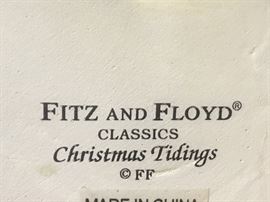 FITZ AND FLOYD®
CLASSICS
Christmas Tidings
© FF
MADE IN CHINA